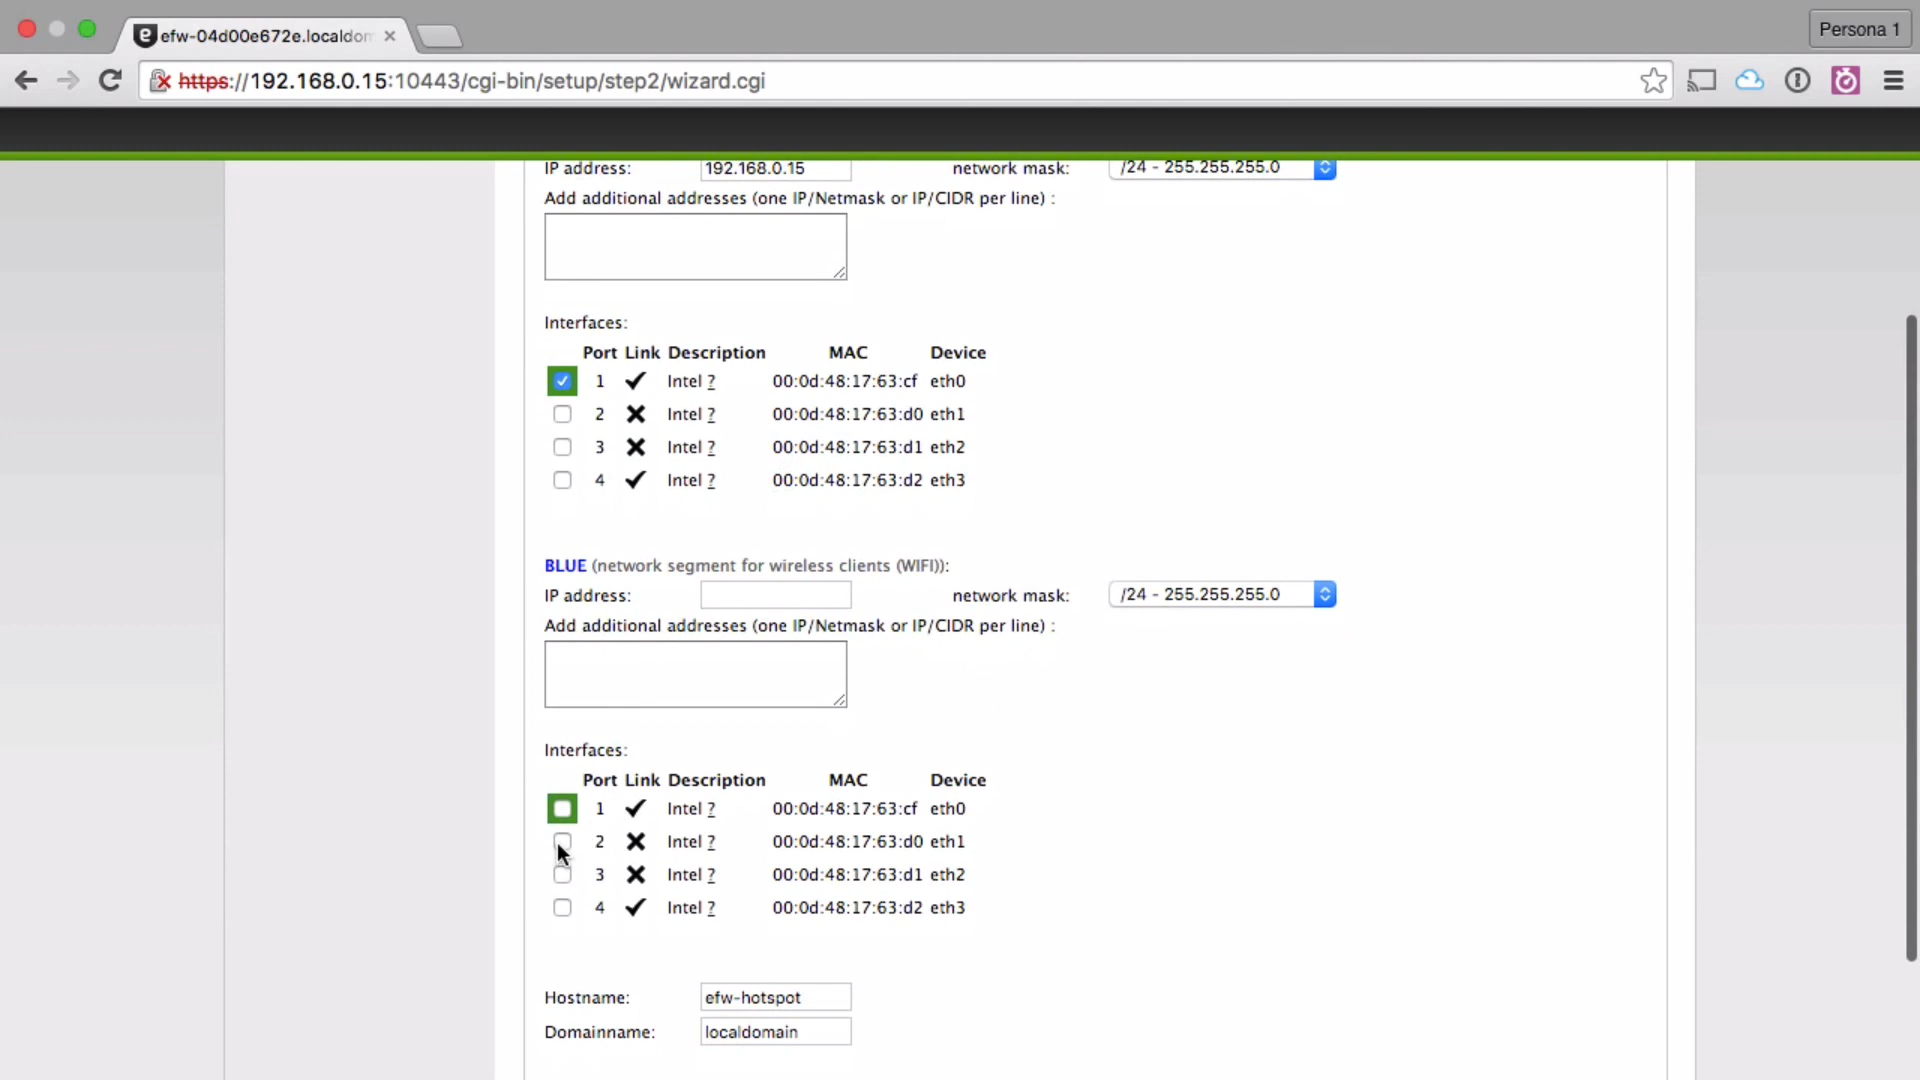 efw-04d00e672e.localdom
Persona 1
https://192.168.0.15:10443/cgi-bin/setup/step2/wizard.cgi
IP address: 192.168.0.15 network mask: /24 - 255.255.255.0
Add additional addresses (one IP/Netmask or IP/CIDR per line) :
Interfaces:
Port Link Description MAC Device
1 Intel ? 00:0d:48:17:63:cf eth0
2 Intel ? 00:0d:48:17:63:d0 eth1
3 Intel ? 00:0d:48:17:63:d1 eth2
4 Intel ? 00:0d:48:17:63:d2 eth3
BLUE (network segment for wireless clients (WIFI)):
IP address: network mask: /24 - 255.255.255.0
Add additional addresses (one IP/Netmask or IP/CIDR per line) :
Interfaces:
Port Link Description MAC Device
1 Intel ? 00:0d:48:17:63:cf eth0
2 Intel ? 00:0d:48:17:63:d0 eth1
3 Intel ? 00:0d:48:17:63:d1 eth2
4 Intel ? 00:0d:48:17:63:d2 eth3
Hostname: efw-hotspot
Domainname: localdomain